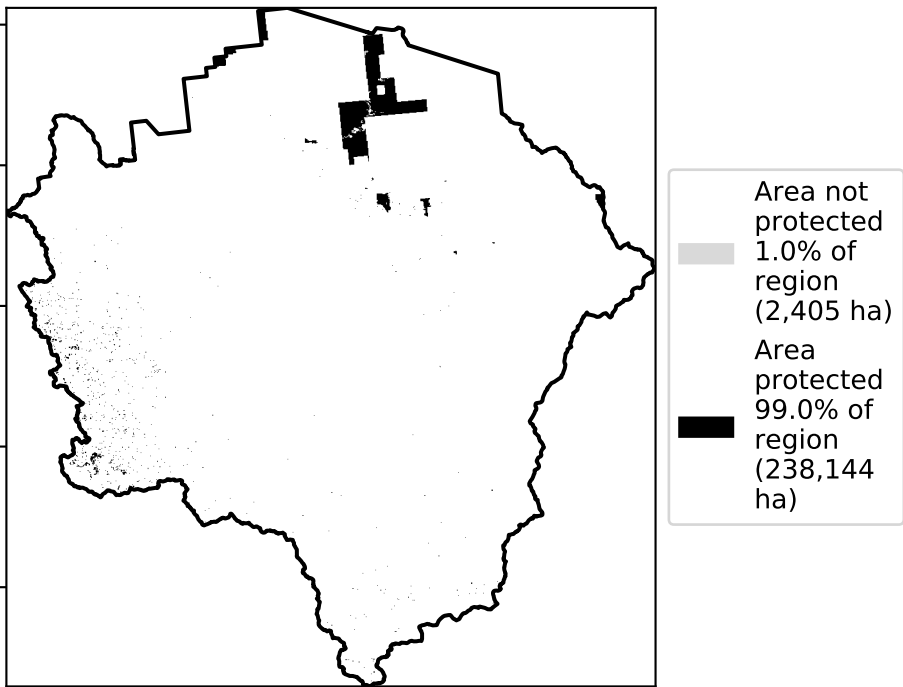 Area not
protected
1.0% of
region
(2,405 ha)
Area
protected
99.0% of
region
(238,144
ha)